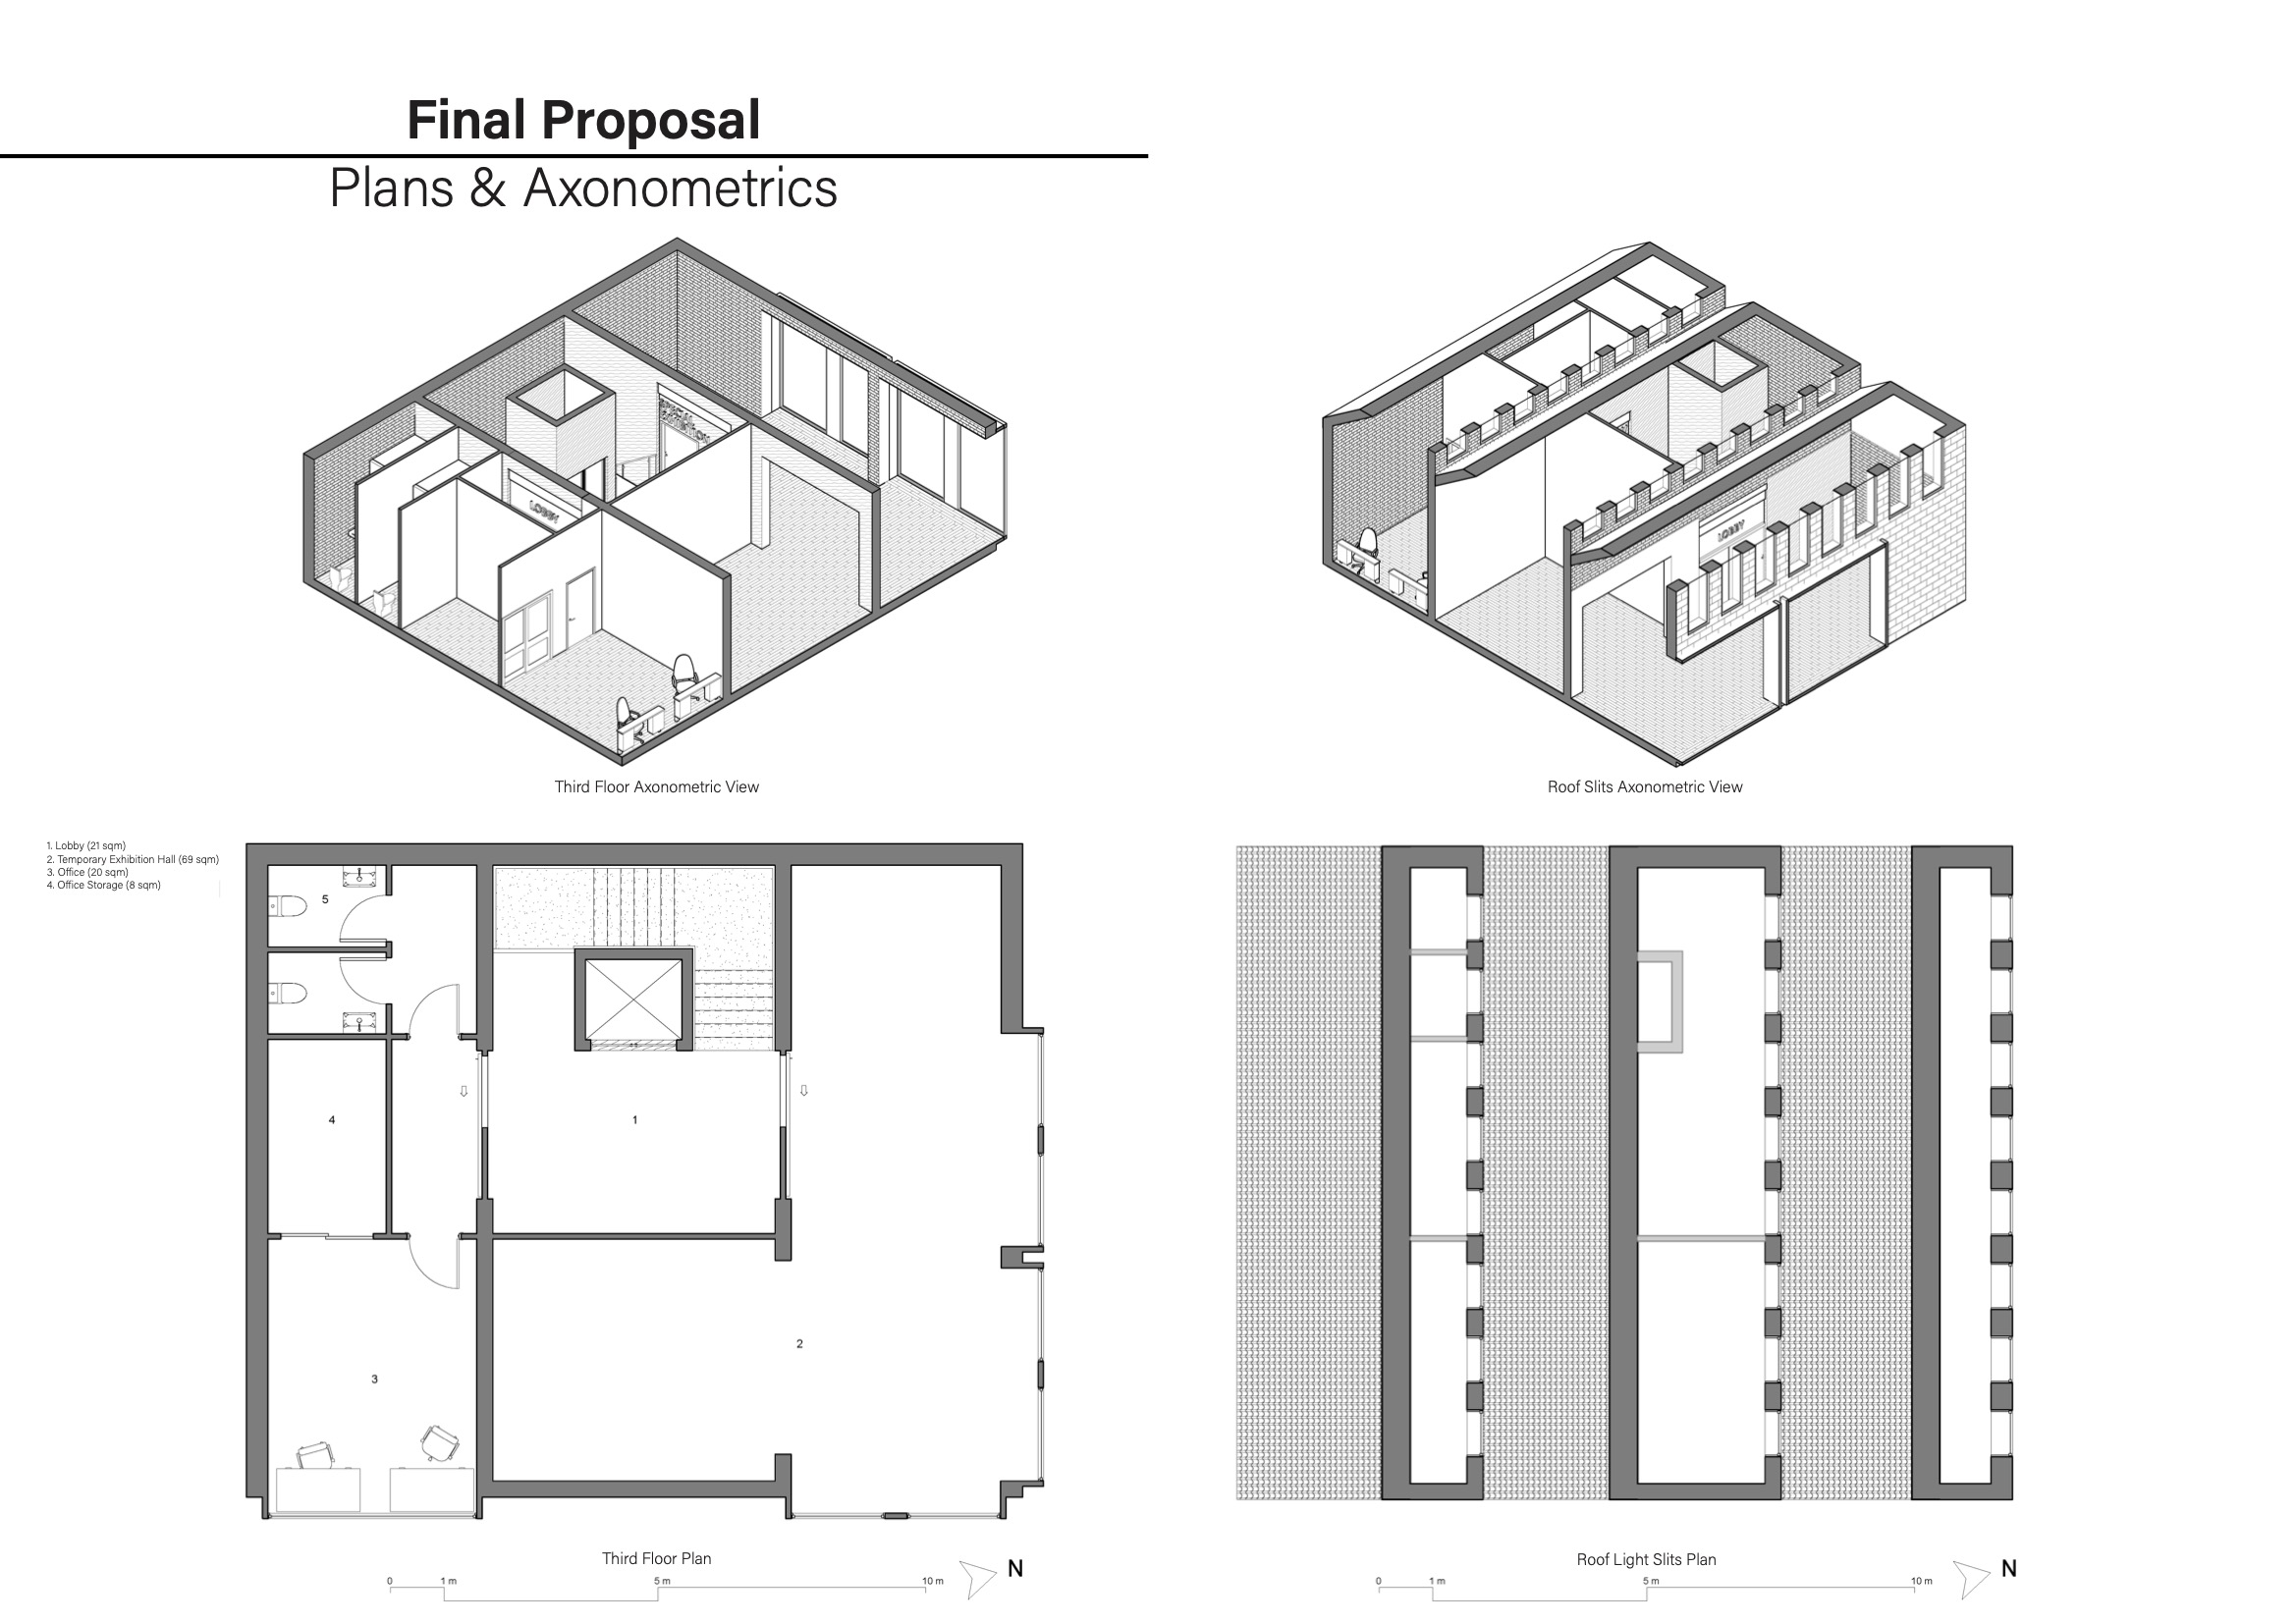 Final Proposal
Plans & Axonometrics
SPECIAL
EXHIBITION
LOBBY
LOBBY
Third Floor Axonometric View
Roof Slits Axonometric View
1. Lobby (21 sqm)
2. Temporary Exhibition Hall (69 sqm)
3. Office (20 sqm)
4. Office Storage (8 sqm)
5
4
1
2
3
Third Floor Plan
Roof Light Slits Plan
N
N
0 1 m 5 m 10 m
0 1 m 5 m 10 m